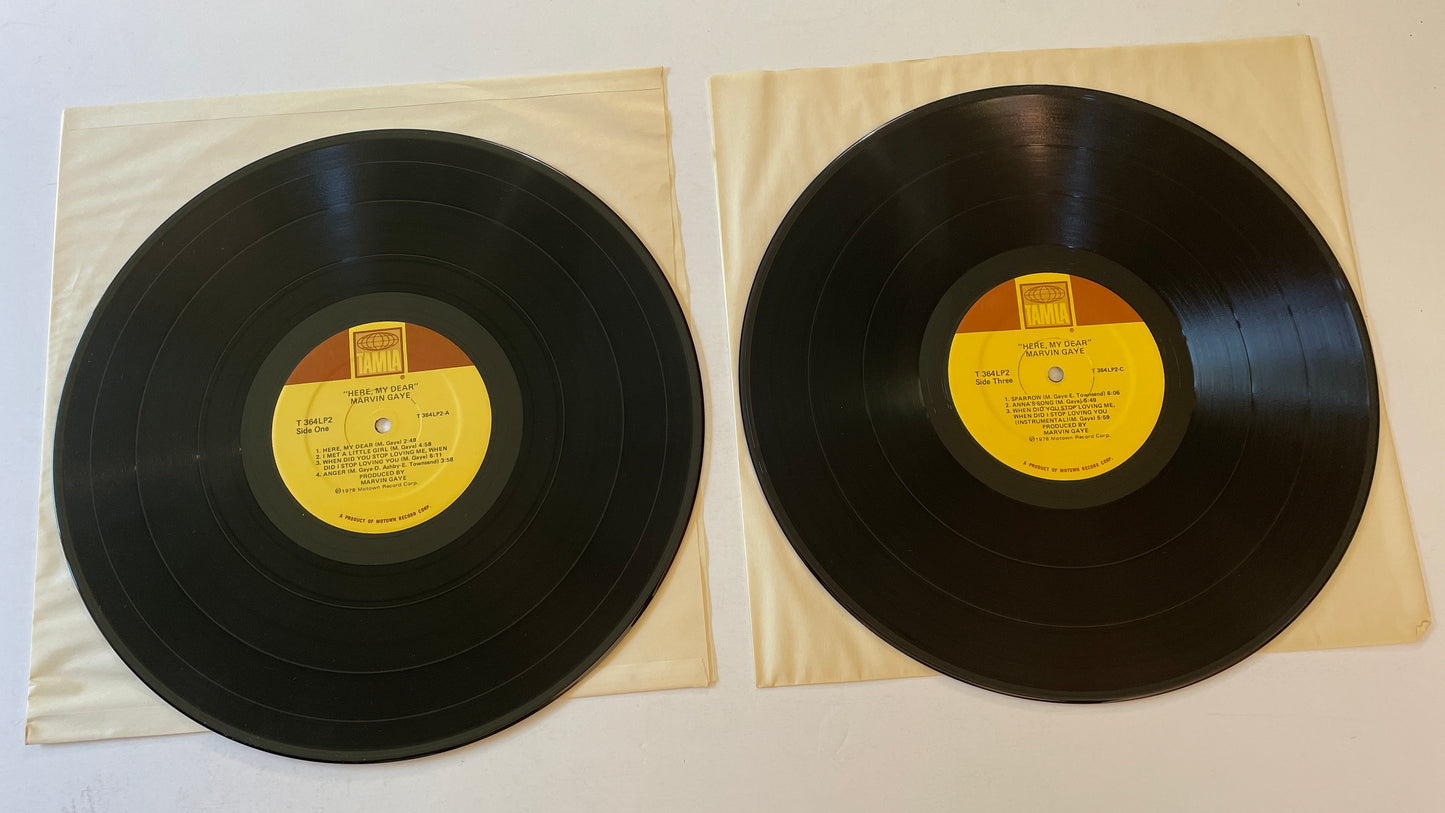 TAMLA
®
"HERE, MY DEAR"
MARVIN GAYE
T 364LP2
Side One
T 364LP2-A
1. HERE, MY DEAR (M. Gaye) 2:48
2. I MET A LITTLE GIRL (M. Gaye) 4:58
3. WHEN DID YOU STOP LOVING ME, WHEN
DID I STOP LOVING YOU (M. Gaye) 6:11
4. ANGER (M. Gaye-D. Ashby-E. Townsend) 3:58
PRODUCED BY
MARVIN GAYE
℗1978 Motown Record Corp.
A PRODUCT OF MOTOWN RECORD CORP.
TAMLA
®
"HERE, MY DEAR"
MARVIN GAYE
T 364LP2
Side Three
T 364LP2-C
1. SPARROW (M. Gaye-E. Townsend) 6:06
2. ANNA'S SONG (M. Gaye) 5:49
3. WHEN DID YOU STOP LOVING ME,
WHEN DID I STOP LOVING YOU
(INSTRUMENTAL) (M. Gaye) 5:59
PRODUCED BY
MARVIN GAYE
℗1978 Motown Record Corp.
A PRODUCT OF MOTOWN RECORD CORP.